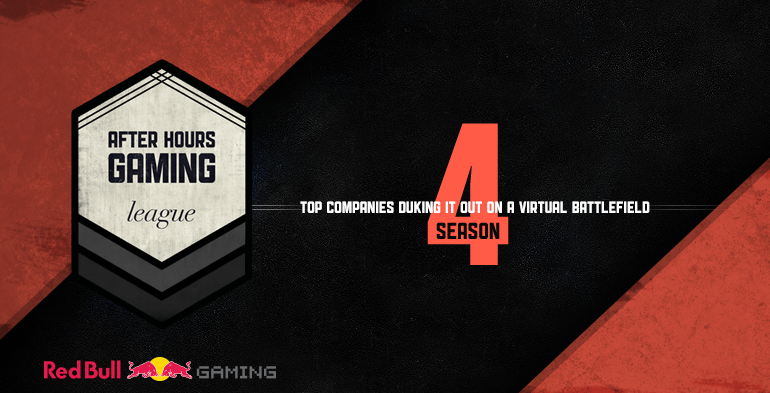 AFTER HOURS
GAMING
league
4
TOP COMPANIES DUKING IT OUT ON A VIRTUAL BATTLEFIELD
SEASON
Red Bull GAMING